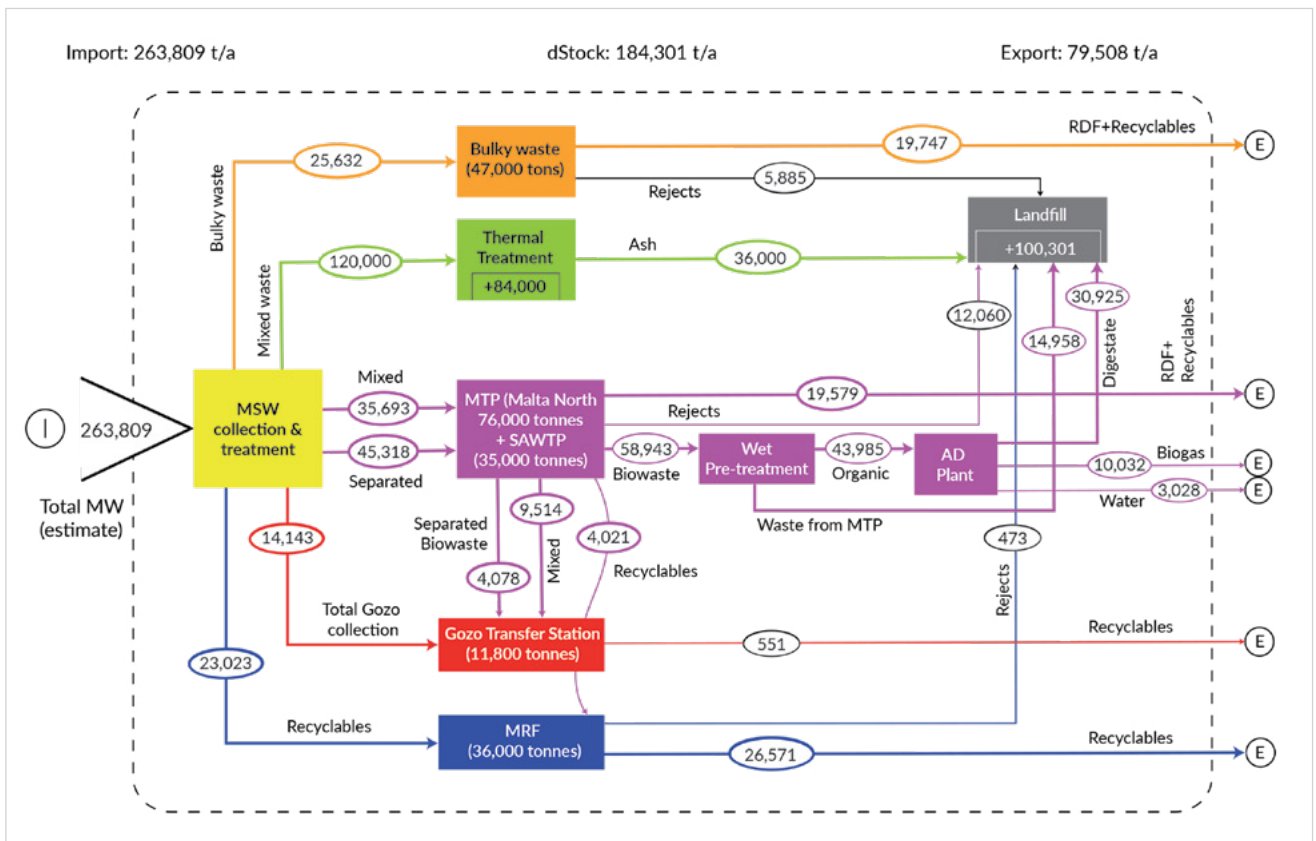 Import: 263,809 t/a
dStock: 184,301 t/a
Export: 79,508 t/a
Bulky waste
25,632
Bulky waste
(47,000 tons)
19,747
RDF+Recyclables
E
Rejects
5,885
Landfill
+100,301
Mixed waste
120,000
Thermal
Treatment
+84,000
Ash
36,000
12,060
14,958
30,925
Digestate
RDF+
Recyclables
I
263,809
Total MW
(estimate)
MSW
collection &
treatment
Mixed
35,693
45,318
Separated
MTP (Malta North
76,000 tonnes
+ SAWTP
(35,000 tonnes)
19,579
E
Rejects
58,943
Biowaste
Wet
Pre-treatment
43,985
Organic
AD
Plant
10,032
Biogas
E
Water
3,028
E
Waste from MTP
Separated
Biowaste
4,078
9,514
Mixed
4,021
Recyclables
473
Rejects
14,143
Total Gozo
collection
Gozo Transfer Station
(11,800 tonnes)
551
Recyclables
E
23,023
Recyclables
MRF
(36,000 tonnes)
26,571
Recyclables
E